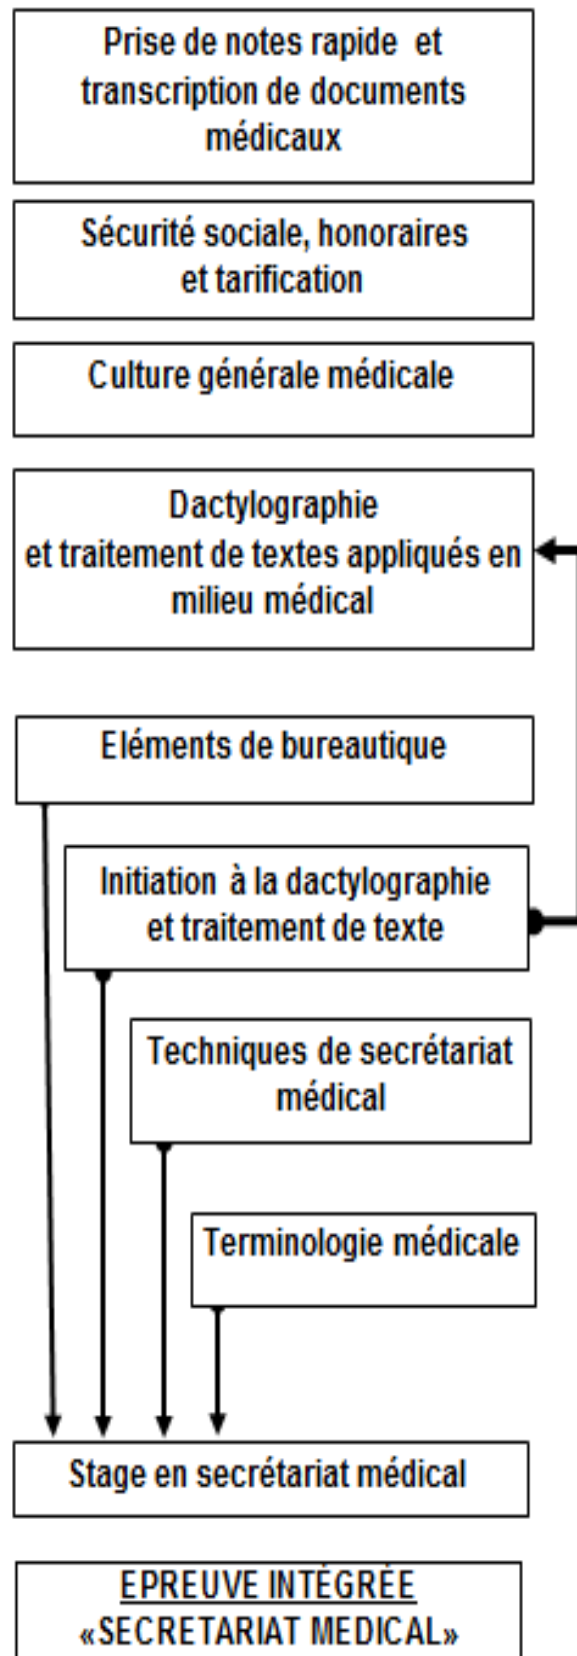 Prise de notes rapide et
transcription de documents
médicaux
Sécurité sociale, honoraires
et tarification
Culture générale médicale
Dactylographie
et traitement de textes appliqués en
milieu médical
Eléments de bureautique
Initiation à la dactylographie
et traitement de texte
Techniques de secrétariat
médical
Terminologie médicale
Stage en secrétariat médical
EPREUVE INTÉGRÉE
«SECRETARIAT MEDICAL»